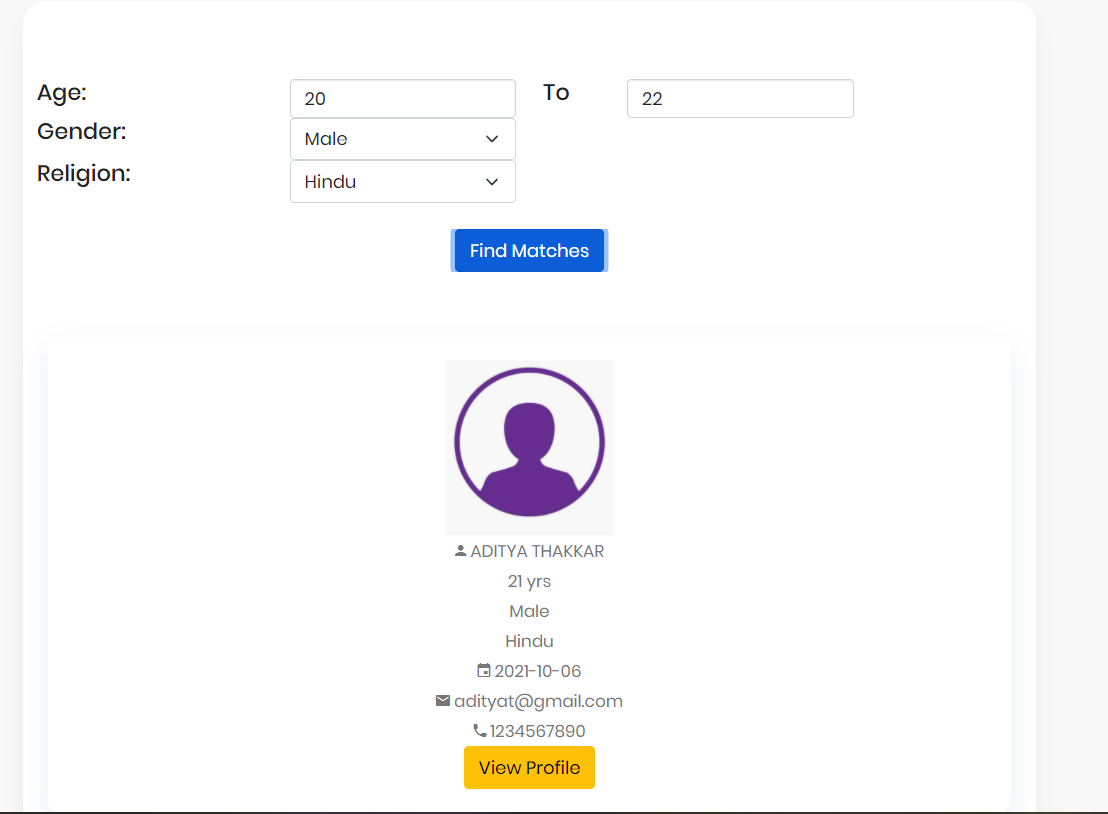 Age: 20 To 22
Gender: Male
Religion: Hindu
Find Matches
ADITYA THAKKAR
21 yrs
Male
Hindu
2021-10-06
adityat@gmail.com
1234567890
View Profile